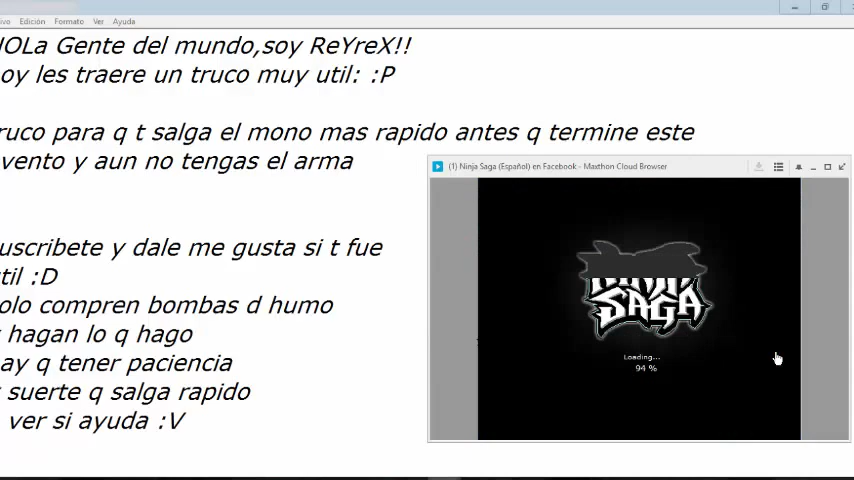 ivo Edición Formato Ver Ayuda
HOLa Gente del mundo,soy ReYreX!!
oy les traere un truco muy util: :P
ruco para q t salga el mono mas rapido antes q termine este
vento y aun no tengas el arma
(1) Ninja Saga (Español) en Facebook - Maxthon Cloud Browser
NINJA
SAGA
Loading...
94 %
uscribete y dale me gusta si t fue
til :D
olo compren bombas d humo
y hagan lo q hago
ay q tener paciencia
y suerte q salga rapido
a ver si ayuda :V